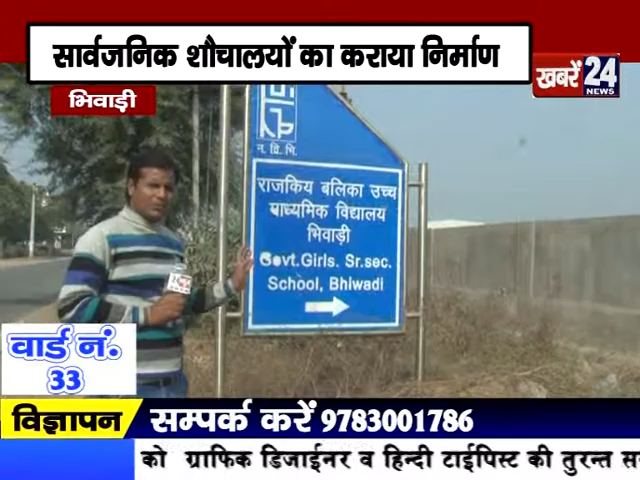 सार्वजनिक शौचालयों का कराया निर्माण
खबरें 24
NEWS
भिवाड़ी
न. वि. भि.
राजकिय बलिका उच्च
माध्यमिक विद्यालय
भिवाड़ी
Govt.Girls. Sr.sec.
School, Bhiwadi
वार्ड नं.
33
विज्ञापन
सम्पर्क करें 9783001786
को ग्राफिक डिजाईनर व हिन्दी टाईपिस्ट की तुरन्त